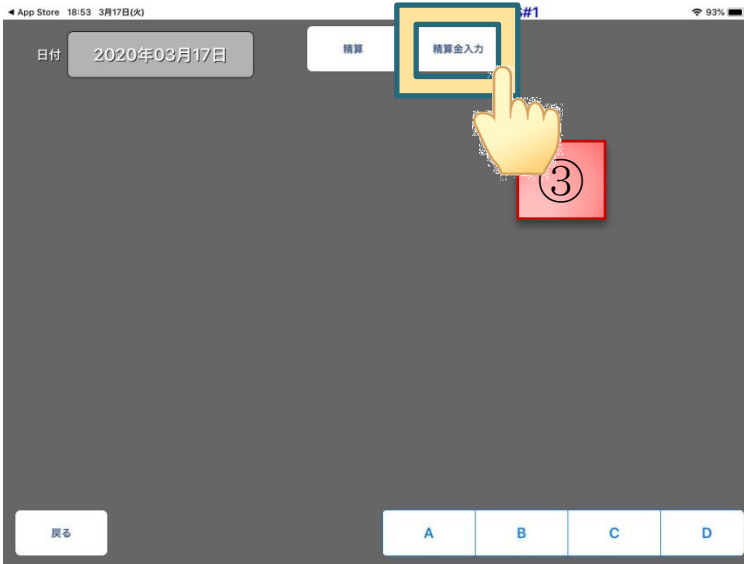 ◀ App Store 18:53 3月17日(火)
#1
93%
日付
2020年03月17日
精算
精算金入力
③
戻る
A
B
C
D